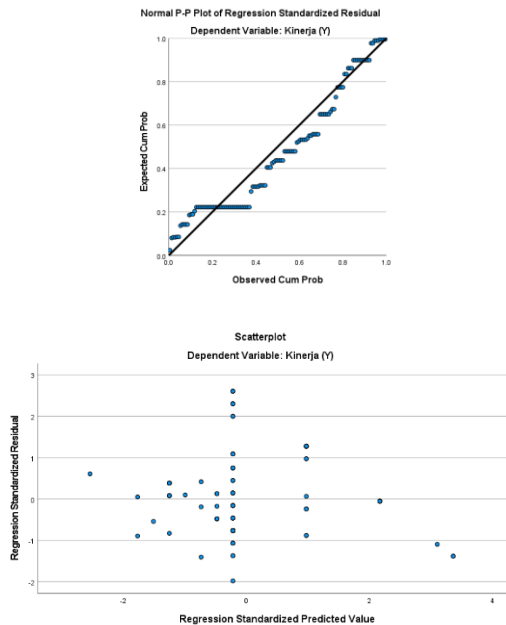 Normal P-P Plot of Regression Standardized Residual
Dependent Variable: Kinerja (Y)
1.0
0.8
0.6
0.4
0.2
0.0
Expected Cum Prob
0.0 0.2 0.4 0.6 0.8 1.0
Observed Cum Prob
Scatterplot
Dependent Variable: Kinerja (Y)
3
2
1
0
-1
-2
Regression Standardized Residual
-2 0 2 4
Regression Standardized Predicted Value